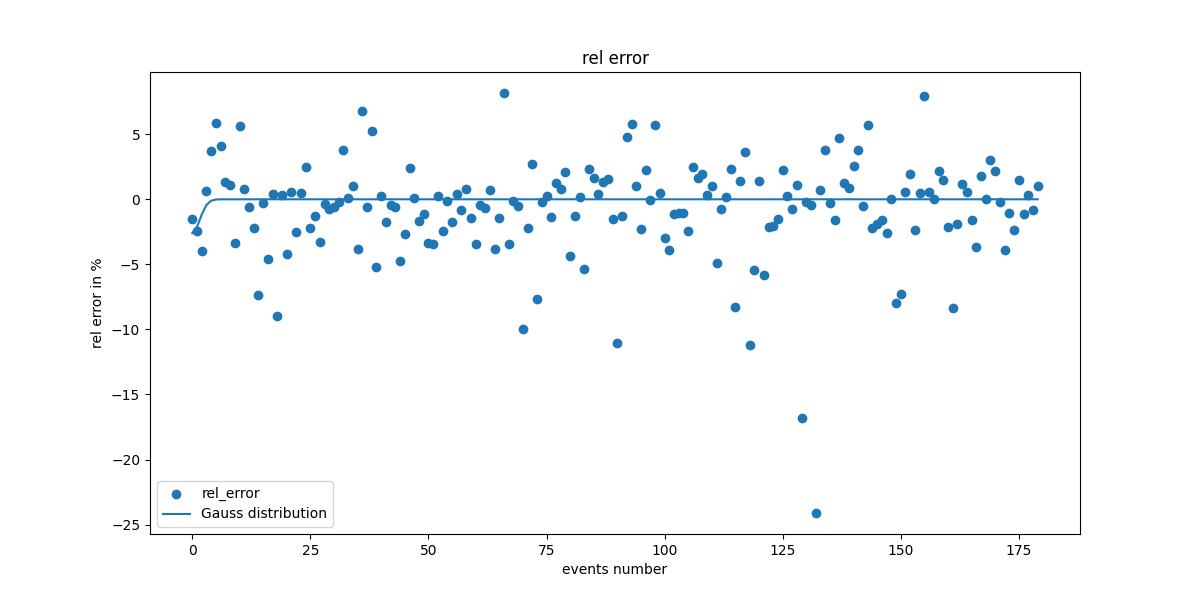 rel error
rel error in %
5
0
−5
−10
−15
−20
−25
rel_error
Gauss distribution
0 25 50 75 100 125 150 175
events number